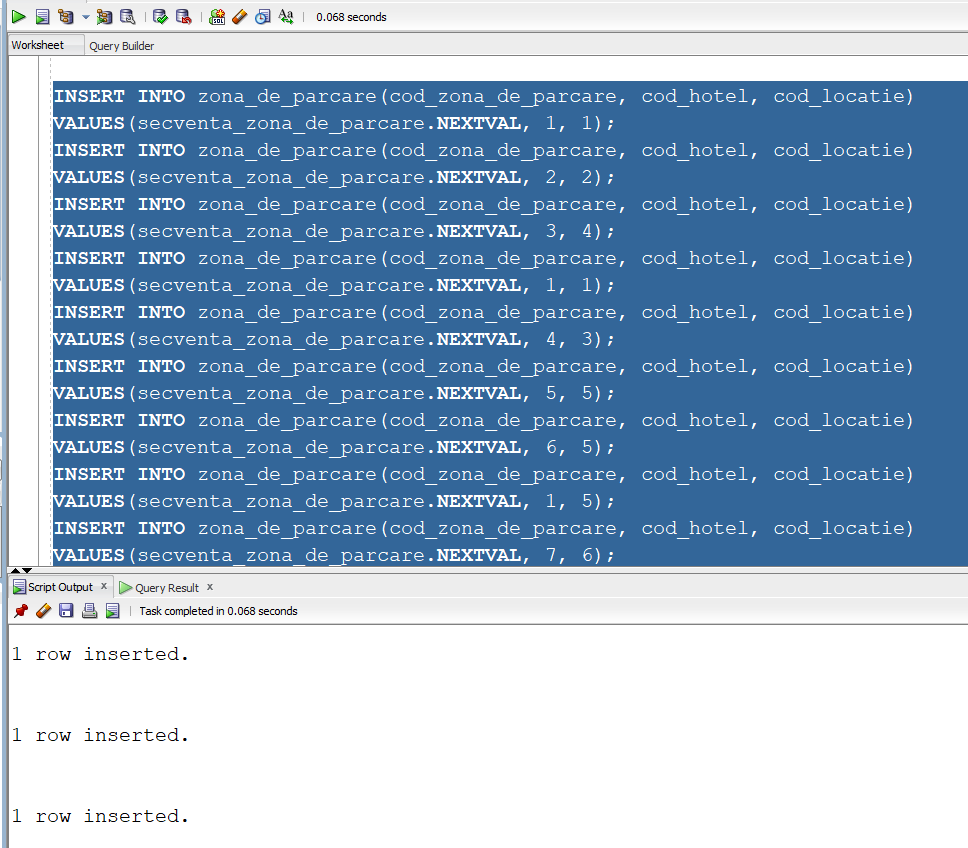 0.068 seconds
Worksheet Query Builder
INSERT INTO zona_de_parcare(cod_zona_de_parcare, cod_hotel, cod_locatie)
VALUES(secventa_zona_de_parcare.NEXTVAL, 1, 1);
INSERT INTO zona_de_parcare(cod_zona_de_parcare, cod_hotel, cod_locatie)
VALUES(secventa_zona_de_parcare.NEXTVAL, 2, 2);
INSERT INTO zona_de_parcare(cod_zona_de_parcare, cod_hotel, cod_locatie)
VALUES(secventa_zona_de_parcare.NEXTVAL, 3, 4);
INSERT INTO zona_de_parcare(cod_zona_de_parcare, cod_hotel, cod_locatie)
VALUES(secventa_zona_de_parcare.NEXTVAL, 1, 1);
INSERT INTO zona_de_parcare(cod_zona_de_parcare, cod_hotel, cod_locatie)
VALUES(secventa_zona_de_parcare.NEXTVAL, 4, 3);
INSERT INTO zona_de_parcare(cod_zona_de_parcare, cod_hotel, cod_locatie)
VALUES(secventa_zona_de_parcare.NEXTVAL, 5, 5);
INSERT INTO zona_de_parcare(cod_zona_de_parcare, cod_hotel, cod_locatie)
VALUES(secventa_zona_de_parcare.NEXTVAL, 6, 5);
INSERT INTO zona_de_parcare(cod_zona_de_parcare, cod_hotel, cod_locatie)
VALUES(secventa_zona_de_parcare.NEXTVAL, 1, 5);
INSERT INTO zona_de_parcare(cod_zona_de_parcare, cod_hotel, cod_locatie)
VALUES(secventa_zona_de_parcare.NEXTVAL, 7, 6);
Script Output x Query Result x
Task completed in 0.068 seconds
1 row inserted.
1 row inserted.
1 row inserted.